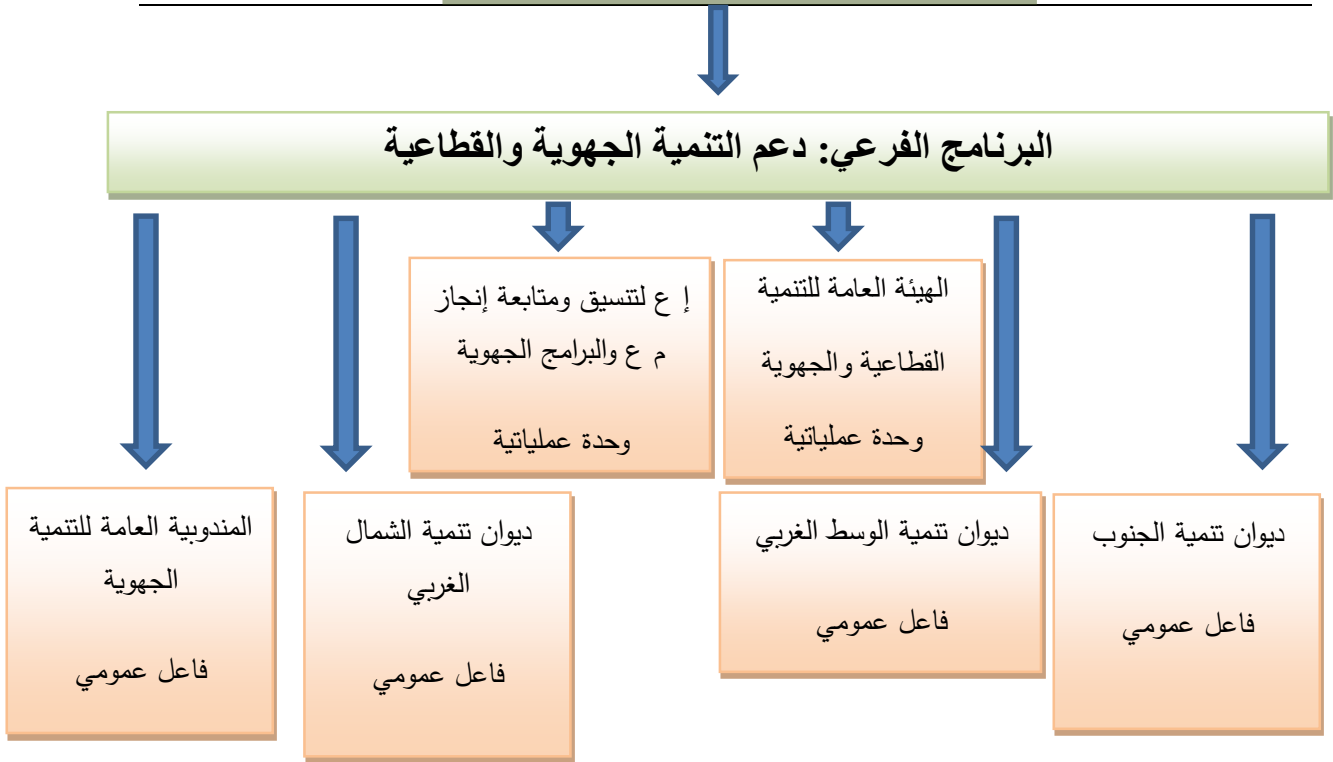 البرنامج الفرعي: دعم التنمية الجهوية والقطاعية
الهيئة العامة للتنمية
القطاعية والجهوية
وحدة عملياتية
إ ع لتنسيق ومتابعة إنجاز
م ع والبرامج الجهوية
وحدة عملياتية
ديوان تنمية الجنوب
فاعل عمومي
ديوان تنمية الوسط الغربي
فاعل عمومي
ديوان تنمية الشمال
الغربي
فاعل عمومي
المندوبية العامة للتنمية
الجهوية
فاعل عمومي